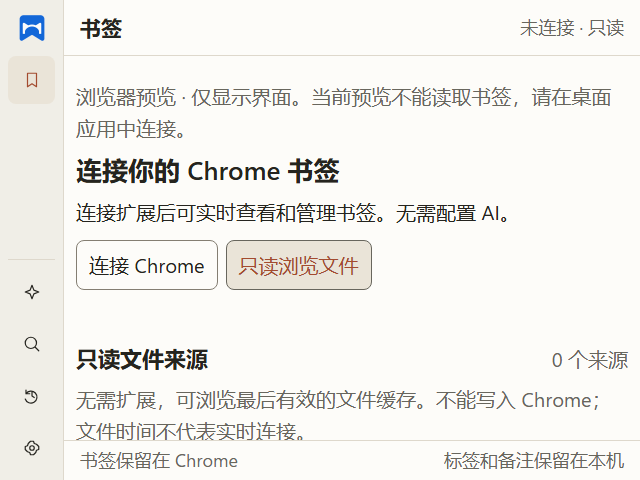 书签
未连接 · 只读
浏览器预览 · 仅显示界面。当前预览不能读取书签，请在桌面
应用中连接。
连接你的 Chrome 书签
连接扩展后可实时查看和管理书签。无需配置 AI。
连接 Chrome
只读浏览文件
只读文件来源
0 个来源
无需扩展，可浏览最后有效的文件缓存。不能写入 Chrome；
文件时间不代表实时连接。
书签保留在 Chrome
标签和备注保留在本机